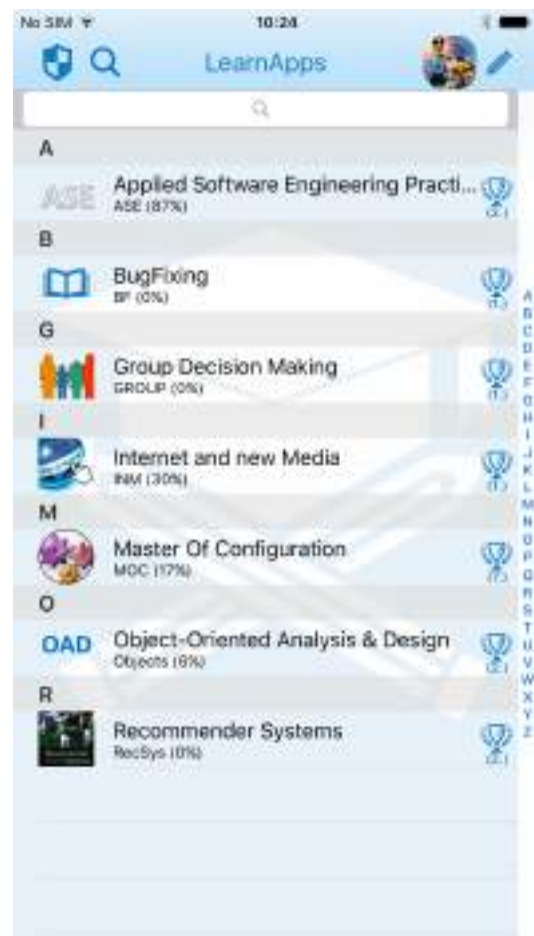 No SIM
10:24
LearnApps
A
ASE
Applied Software Engineering Practi...
ASE (87%)
B
BugFixing
BF (0%)
G
Group Decision Making
GROUP (0%)
I
Internet and new Media
INM (30%)
M
Master Of Configuration
MOC (17%)
O
OAD
Object-Oriented Analysis & Design
Objects (6%)
R
Recommender Systems
RecSys (0%)
A
B
C
D
E
F
G
H
I
J
K
L
M
N
O
P
Q
R
S
T
U
V
W
X
Y
Z